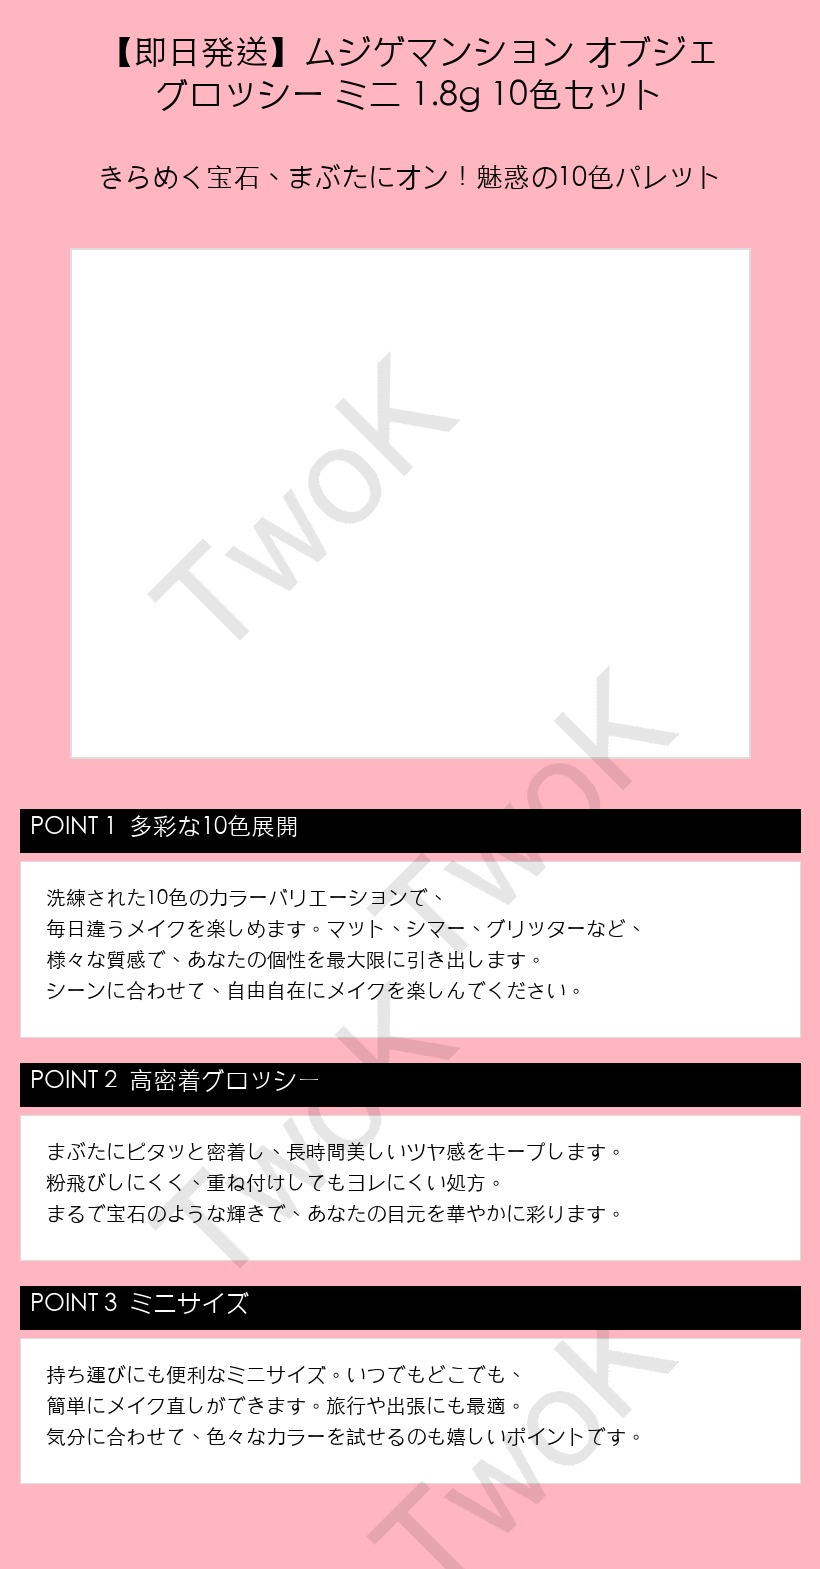 【即日発送】ムジゲマンション オブジェ
グロッシー ミニ 1.8g 10色セット
きらめく宝石、まぶたにオン！魅惑の10色パレット
TwoK
TwoK
POINT 1 多彩な10色展開
洗練された10色のカラーバリエーションで、
毎日違うメイクを楽しめます。マット、シマー、グリッターなど、
様々な質感で、あなたの個性を最大限に引き出します。
シーンに合わせて、自由自在にメイクを楽しんでください。
TwoK
POINT 2 高密着グロッシー
まぶたにピタッと密着し、長時間美しいツヤ感をキープします。
粉飛びしにくく、重ね付けしてもヨレにくい処方。
まるで宝石のような輝きで、あなたの目元を華やかに彩ります。
POINT 3 ミニサイズ
持ち運びにも便利なミニサイズ。いつでもどこでも、
簡単にメイク直しができます。旅行や出張にも最適。
気分に合わせて、色々なカラーを試せるのも嬉しいポイントです。
TwoK